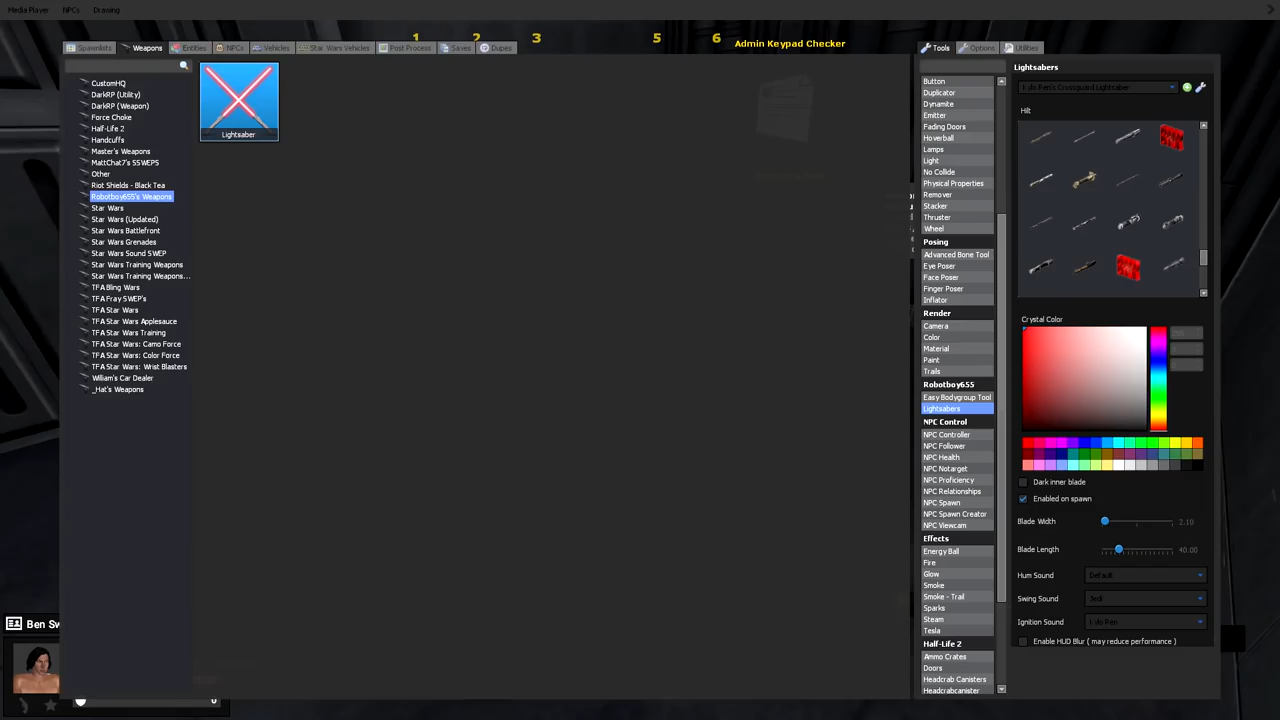 Media Player NPCs Drawing
1 2 3 5 6
Admin Keypad Checker
Spawnlists Weapons Entities NPCs Vehicles Star Wars Vehicles Post Process Saves Dupes
CustomHQ
DarkRP (Utility)
DarkRP (Weapon)
Force Choke
Half-Life 2
Handcuffs
Master's Weapons
MattChat7's SSWEPS
Other
Riot Shields - Black Tea
Robotboy655's Weapons
Star Wars
Star Wars (Updated)
Star Wars Battlefront
Star Wars Grenades
Star Wars Sound SWEP
Star Wars Training Weapons
Star Wars Training Weapons...
TFA Bling Wars
TFA Fray SWEP's
TFA Star Wars
TFA Star Wars Applesauce
TFA Star Wars Training
TFA Star Wars: Camo Force
TFA Star Wars: Color Force
TFA Star Wars: Wrist Blasters
William's Car Dealer
_Hat's Weapons
Lightsaber
Ben Sw
0
Tools Options Utilities
Button
Duplicator
Dynamite
Emitter
Fading Doors
Hoverball
Lamps
Light
No Collide
Physical Properties
Remover
Stacker
Thruster
Wheel
Posing
Advanced Bone Tool
Eye Poser
Face Poser
Finger Poser
Inflator
Render
Camera
Color
Material
Paint
Trails
Robotboy655
Easy Bodygroup Tool
Lightsabers
NPC Control
NPC Controller
NPC Follower
NPC Health
NPC Notarget
NPC Proficiency
NPC Relationships
NPC Spawn
NPC Spawn Creator
NPC Viewcam
Effects
Energy Ball
Fire
Glow
Smoke
Smoke - Trail
Sparks
Steam
Tesla
Half-Life 2
Ammo Crates
Doors
Headcrab Canisters
Headcrabcanister
Lightsabers
Kylo Ren's Crossguard Lightsaber
Hilt
Crystal Color
Dark inner blade
Enabled on spawn
Blade Width 2.10
Blade Length 40.00
Hum Sound Default
Swing Sound Jedi
Ignition Sound Kylo Ren
Enable HUD Blur ( may reduce performance )